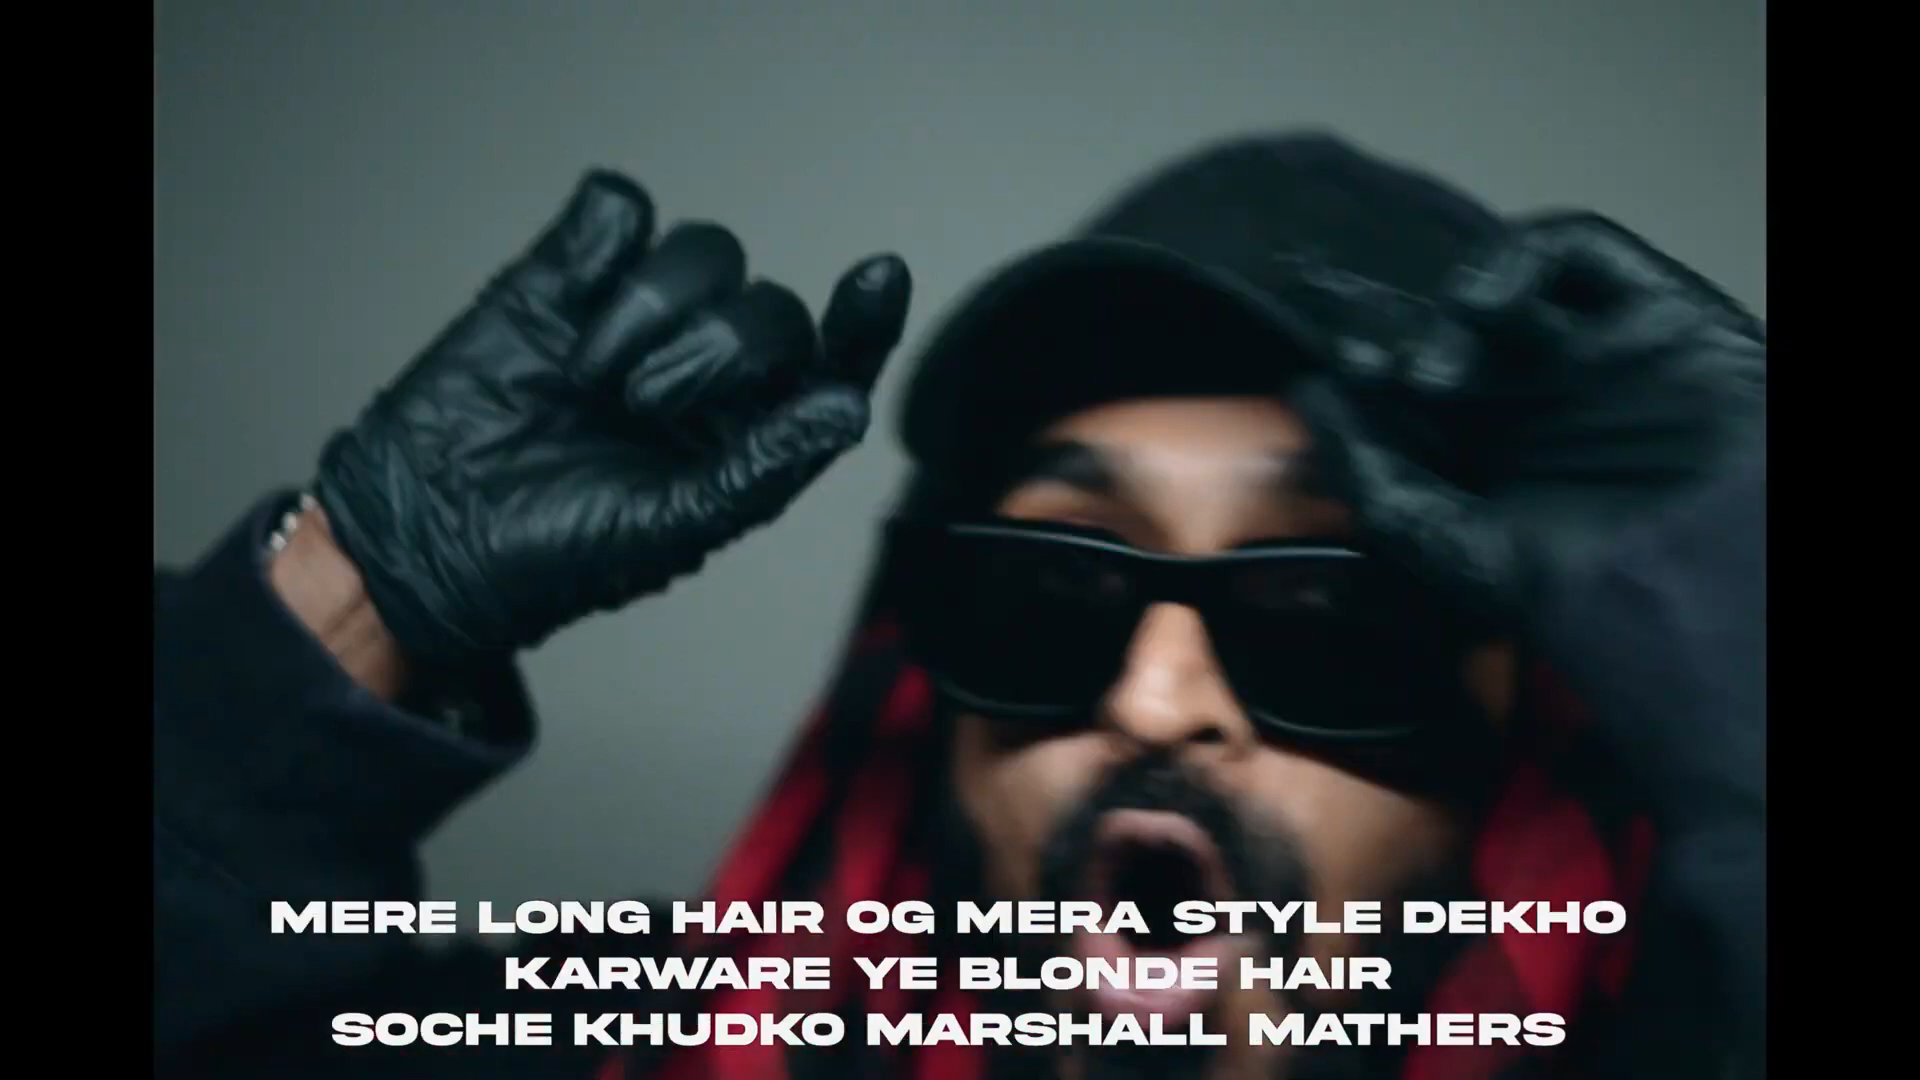 MERE LONG HAIR OG MERA STYLE DEKHO
KARWARE YE BLONDE HAIR
SOCHE KHUDKO MARSHALL MATHERS